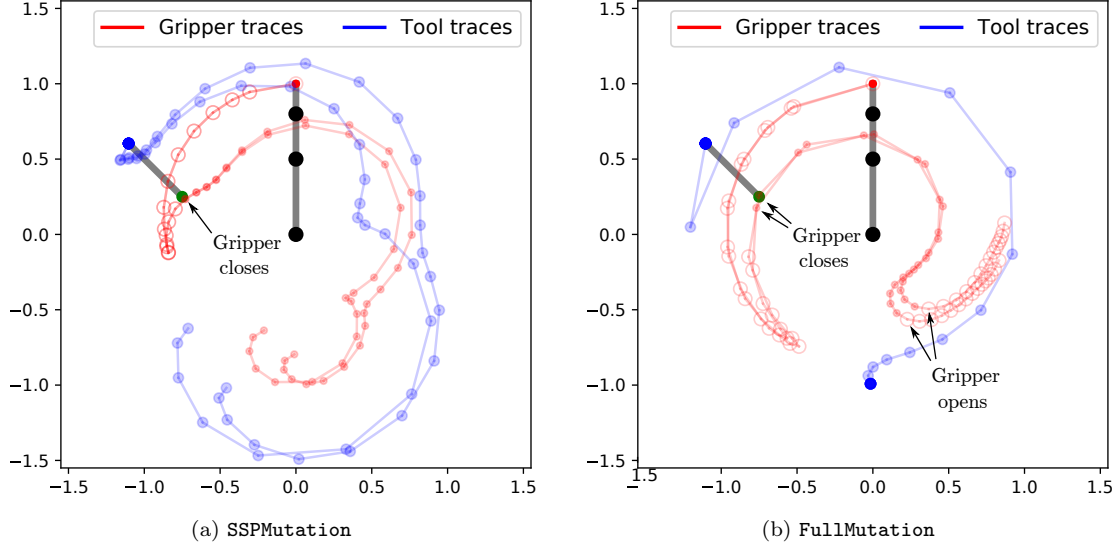 Gripper traces Tool traces
1.5
1.0
0.5
0.0
−0.5
−1.0
−1.5
Gripper
closes
−1.5 −1.0 −0.5 0.0 0.5 1.0 1.5
(a) SSPMutation
Gripper traces Tool traces
1.5
1.0
0.5
0.0
−0.5
−1.0
−1.5
Gripper
closes
Gripper
opens
1.5 −1.0 −0.5 0.0 0.5 1.0 1.5
(b) FullMutation